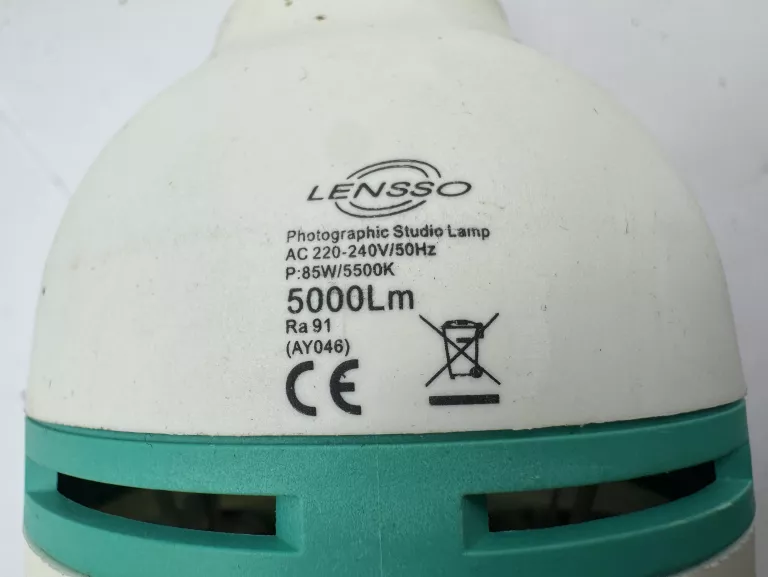 LENSSO
Photographic Studio Lamp
AC 220-240V/50Hz
P:85W/5500K
5000Lm
Ra 91
(AY046)
CE